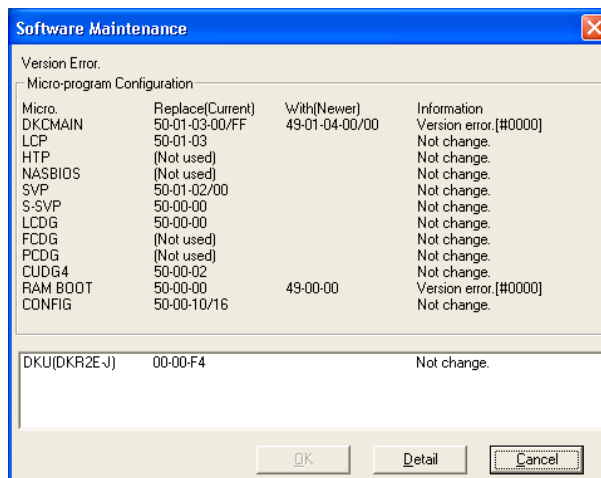 Software Maintenance
Version Error.
Micro-program Configuration
Micro. Replace(Current) With(Newer) Information
DKCMAIN 50-01-03-00/FF 49-01-04-00/00 Version error.[#0000]
LCP 50-01-03 Not change.
HTP (Not used) Not change.
NASBIOS (Not used) Not change.
SVP 50-01-02/00 Not change.
S-SVP 50-00-00 Not change.
LCDG 50-00-00 Not change.
FCDG (Not used) Not change.
PCDG (Not used) Not change.
CUDG4 50-00-02 Not change.
RAM BOOT 50-00-00 49-00-00 Version error.[#0000]
CONFIG 50-00-10/16 Not change.
DKU(DKR2E-J) 00-00-F4 Not change.
OK Detail Cancel